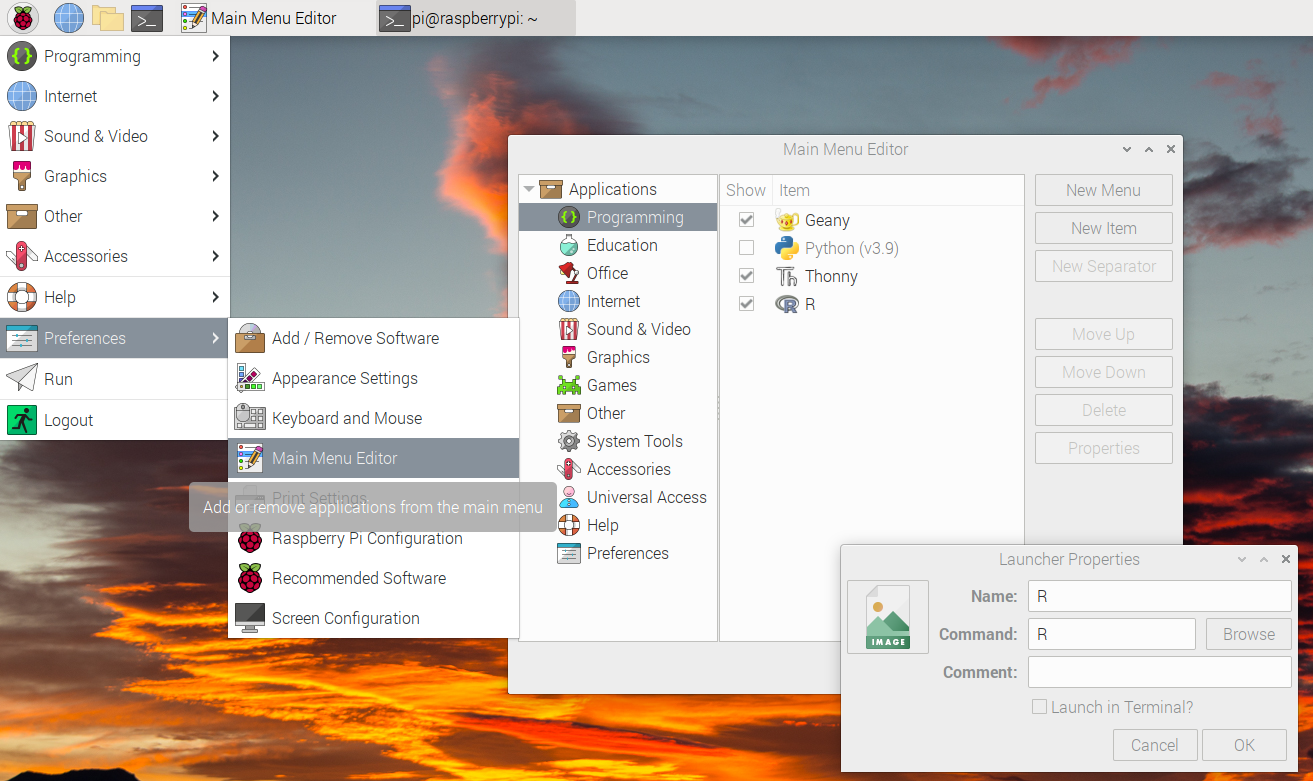 Main Menu Editor
pi@raspberrypi: ~
Programming
Internet
Sound & Video
Graphics
Other
Accessories
Help
Preferences
Run
Logout
Add / Remove Software
Appearance Settings
Keyboard and Mouse
Main Menu Editor
Print Settings
Add or remove applications from the main menu
Raspberry Pi Configuration
Recommended Software
Screen Configuration
Main Menu Editor
Applications
Programming
Education
Office
Internet
Sound & Video
Graphics
Games
Other
System Tools
Accessories
Universal Access
Help
Preferences
Show Item
Geany
Python (v3.9)
Thonny
R
New Menu
New Item
New Separator
Move Up
Move Down
Delete
Properties
Launcher Properties
IMAGE
Name: R
Command: R Browse
Comment:
Launch in Terminal?
Cancel OK